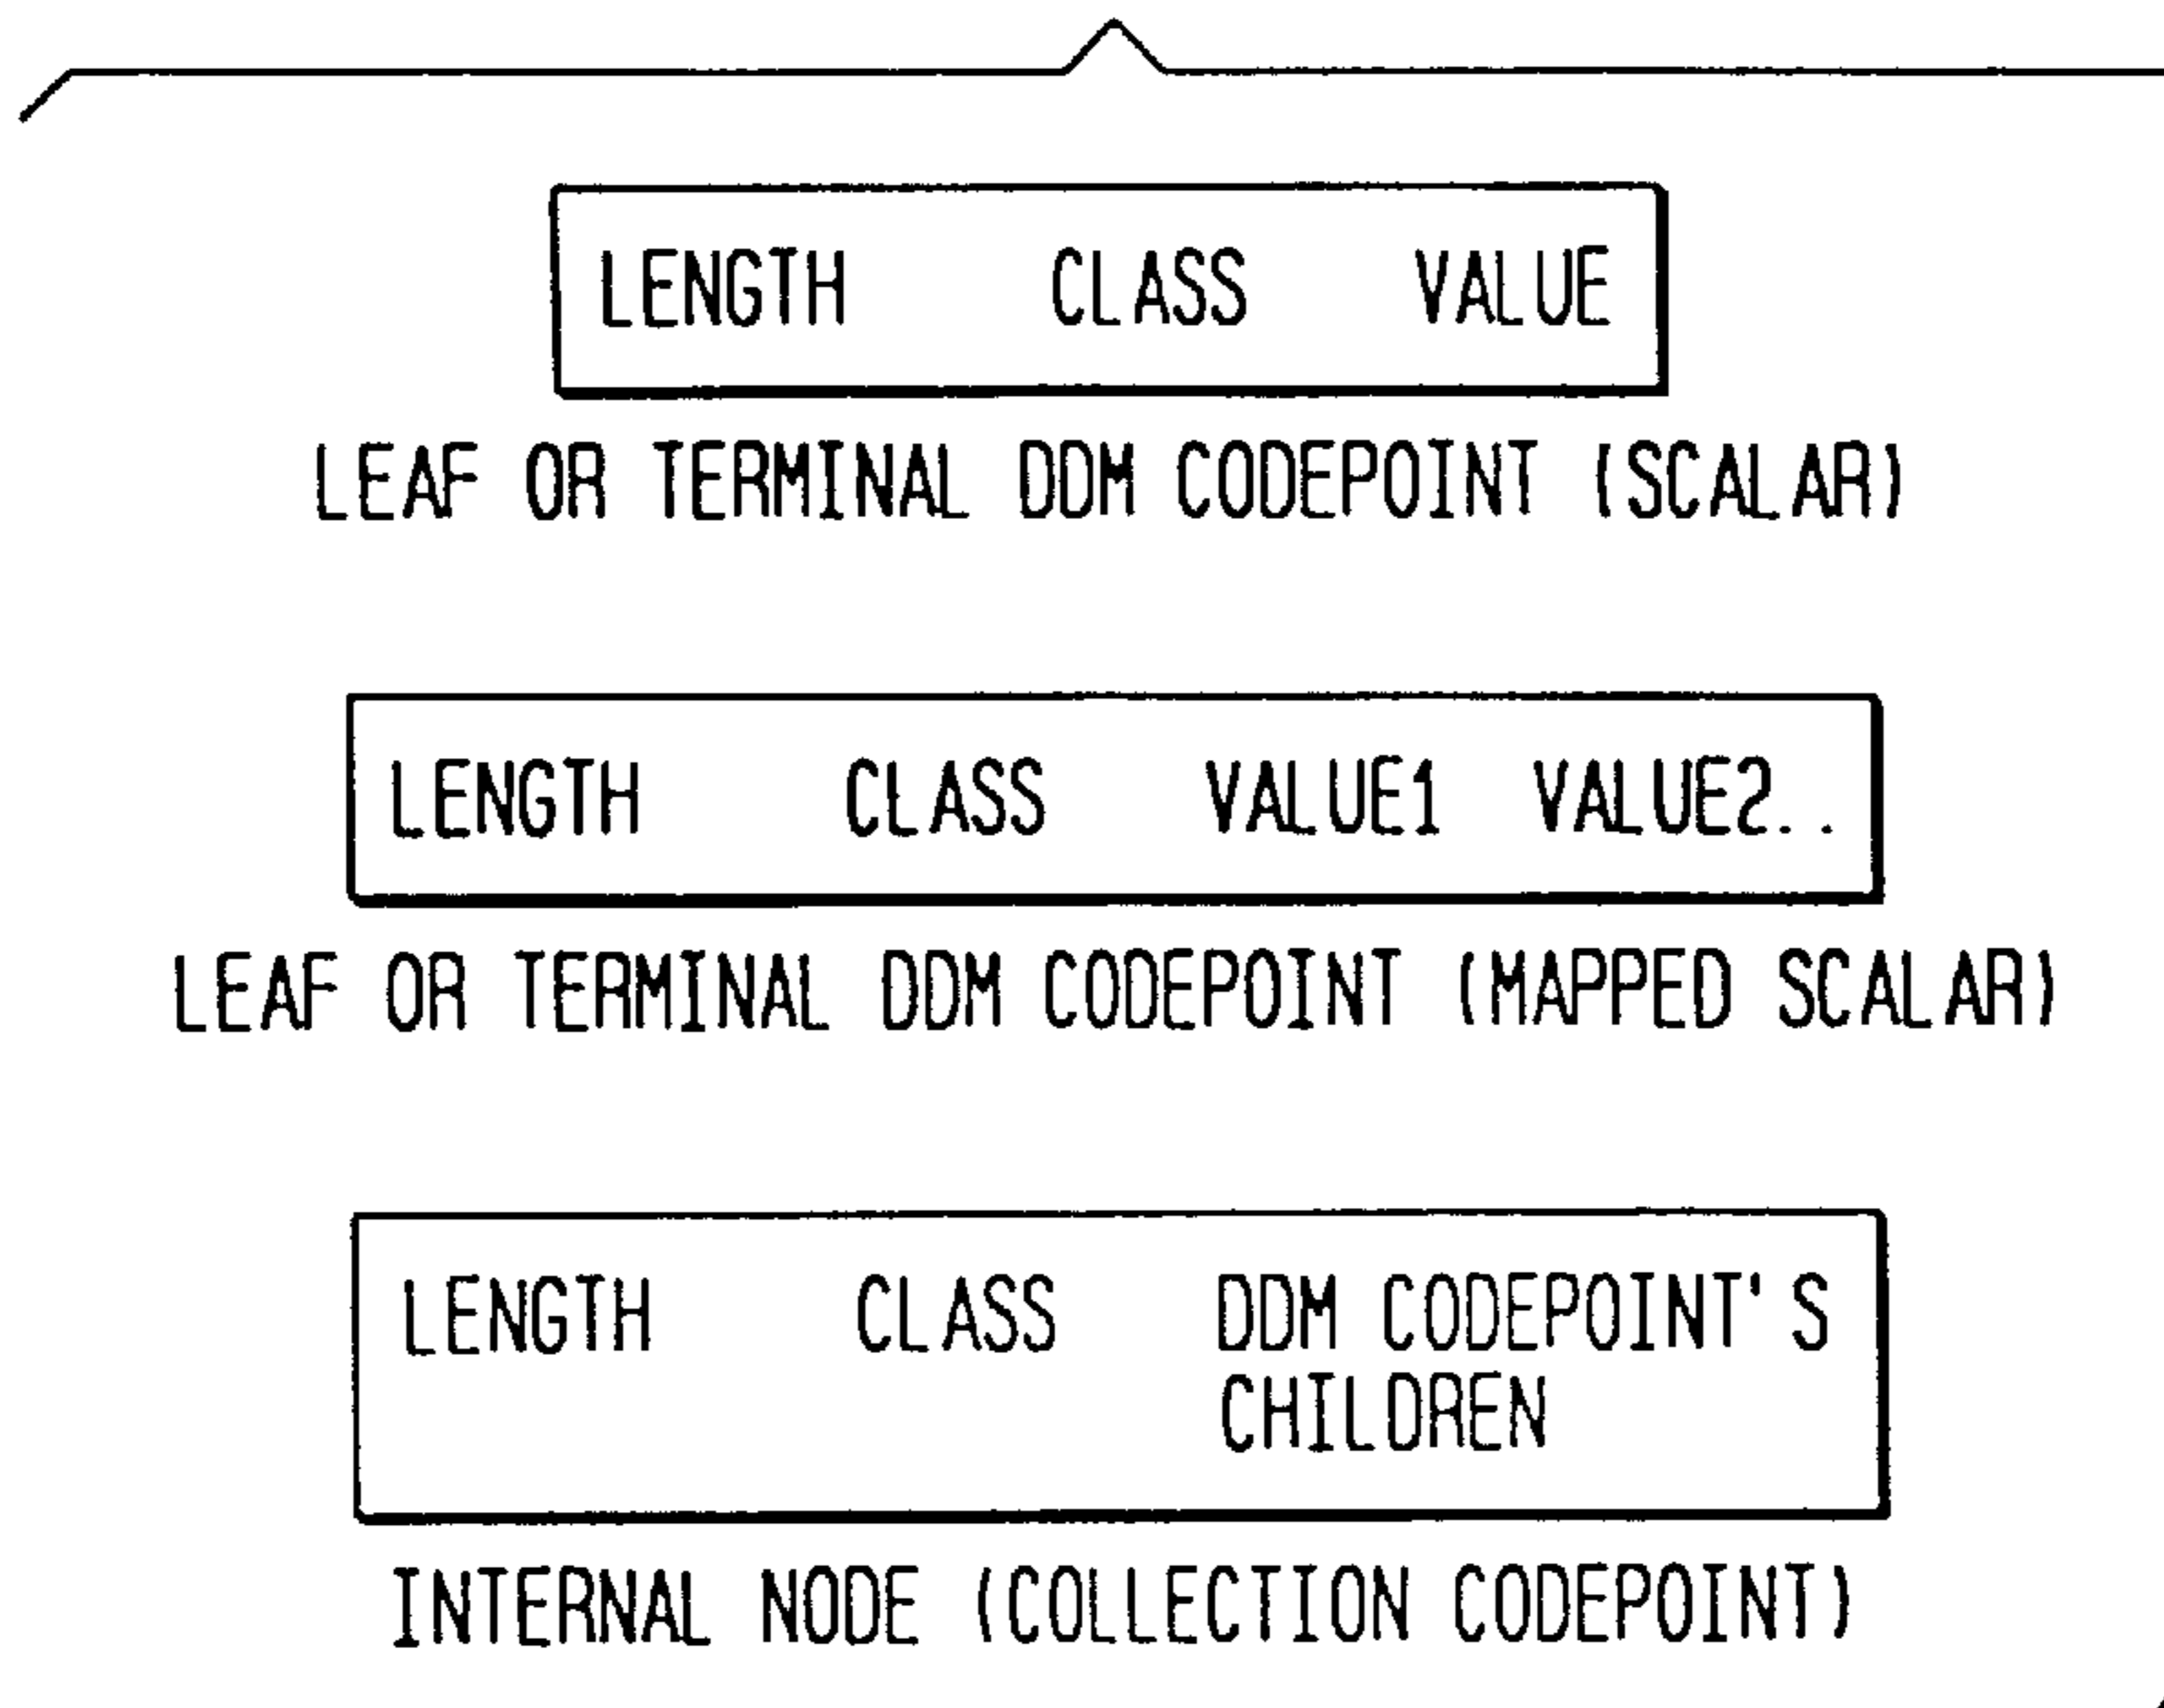 LENGTH CLASS VALUE
LEAF OR TERMINAL DDM CODEPOINT (SCALAR)
LENGTH CLASS VALUE1 VALUE2..
LEAF OR TERMINAL DDM CODEPOINT (MAPPED SCALAR)
LENGTH CLASS DDM CODEPOINT'S
CHILDREN
INTERNAL NODE (COLLECTION CODEPOINT)